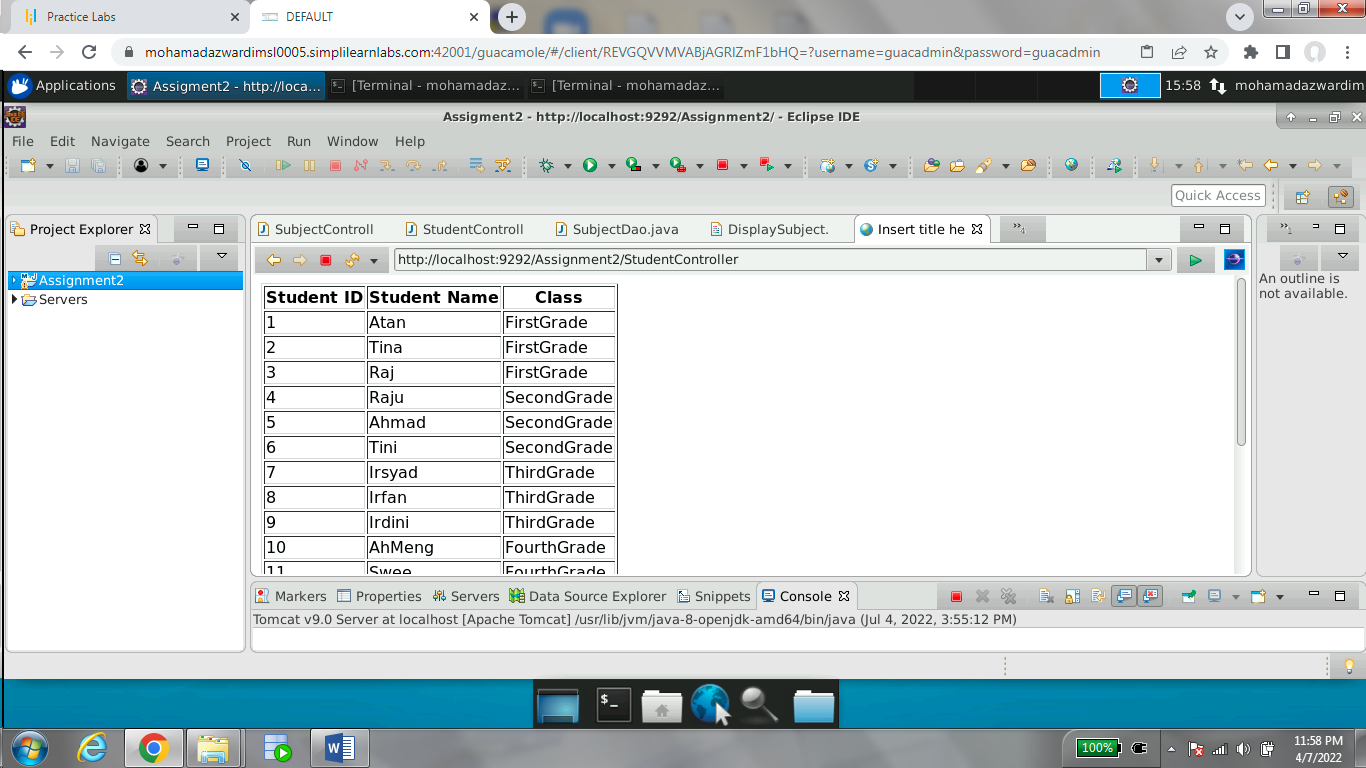 Practice Labs
DEFAULT
mohamadazwardimsl0005.simplilearnlabs.com:42001/guacamole/#/client/REVGQVVMVABjAGRlZmF1bHQ=?username=guacadmin&password=guacadmin
Applications
Assigment2 - http://loca...
[Terminal - mohamadaz...
[Terminal - mohamadaz...
15:58
mohamadazwardim
Assigment2 - http://localhost:9292/Assignment2/ - Eclipse IDE
File Edit Navigate Search Project Run Window Help
Quick Access
Project Explorer
SubjectControll
StudentControll
SubjectDao.java
DisplaySubject.
Insert title he
»4
»1
http://localhost:9292/Assignment2/StudentController
Assignment2
Servers
An outline is
not available.
Student ID Student Name Class
1 Atan FirstGrade
2 Tina FirstGrade
3 Raj FirstGrade
4 Raju SecondGrade
5 Ahmad SecondGrade
6 Tini SecondGrade
7 Irsyad ThirdGrade
8 Irfan ThirdGrade
9 Irdini ThirdGrade
10 AhMeng FourthGrade
11 Swee FourthGrade
Markers Properties Servers Data Source Explorer Snippets Console
Tomcat v9.0 Server at localhost [Apache Tomcat] /usr/lib/jvm/java-8-openjdk-amd64/bin/java (Jul 4, 2022, 3:55:12 PM)
100%
11:58 PM
4/7/2022